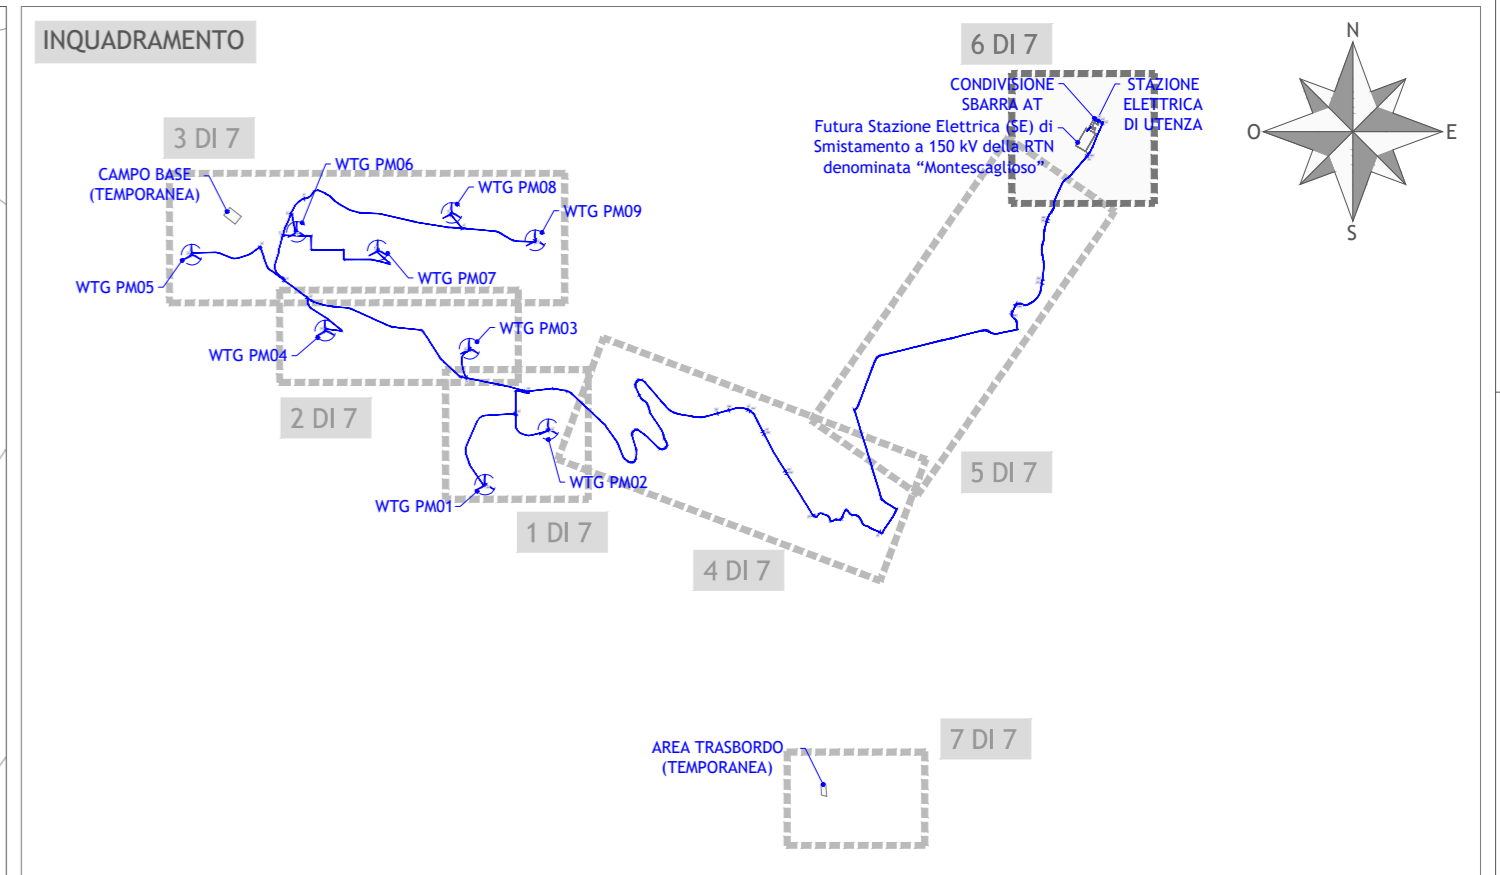 INQUADRAMENTO
6 DI 7
N
CONDIVISIONE
SBARRA AT
STAZIONE
ELETTRICA
DI UTENZA
Futura Stazione Elettrica (SE) di
Smistamento a 150 kV della RTN
denominata “Montescaglioso”
O
E
S
3 DI 7
CAMPO BASE
(TEMPORANEA)
WTG PM06
WTG PM08
WTG PM09
WTG PM07
WTG PM05
WTG PM03
WTG PM04
2 DI 7
5 DI 7
WTG PM02
WTG PM01
1 DI 7
4 DI 7
7 DI 7
AREA TRASBORDO
(TEMPORANEA)